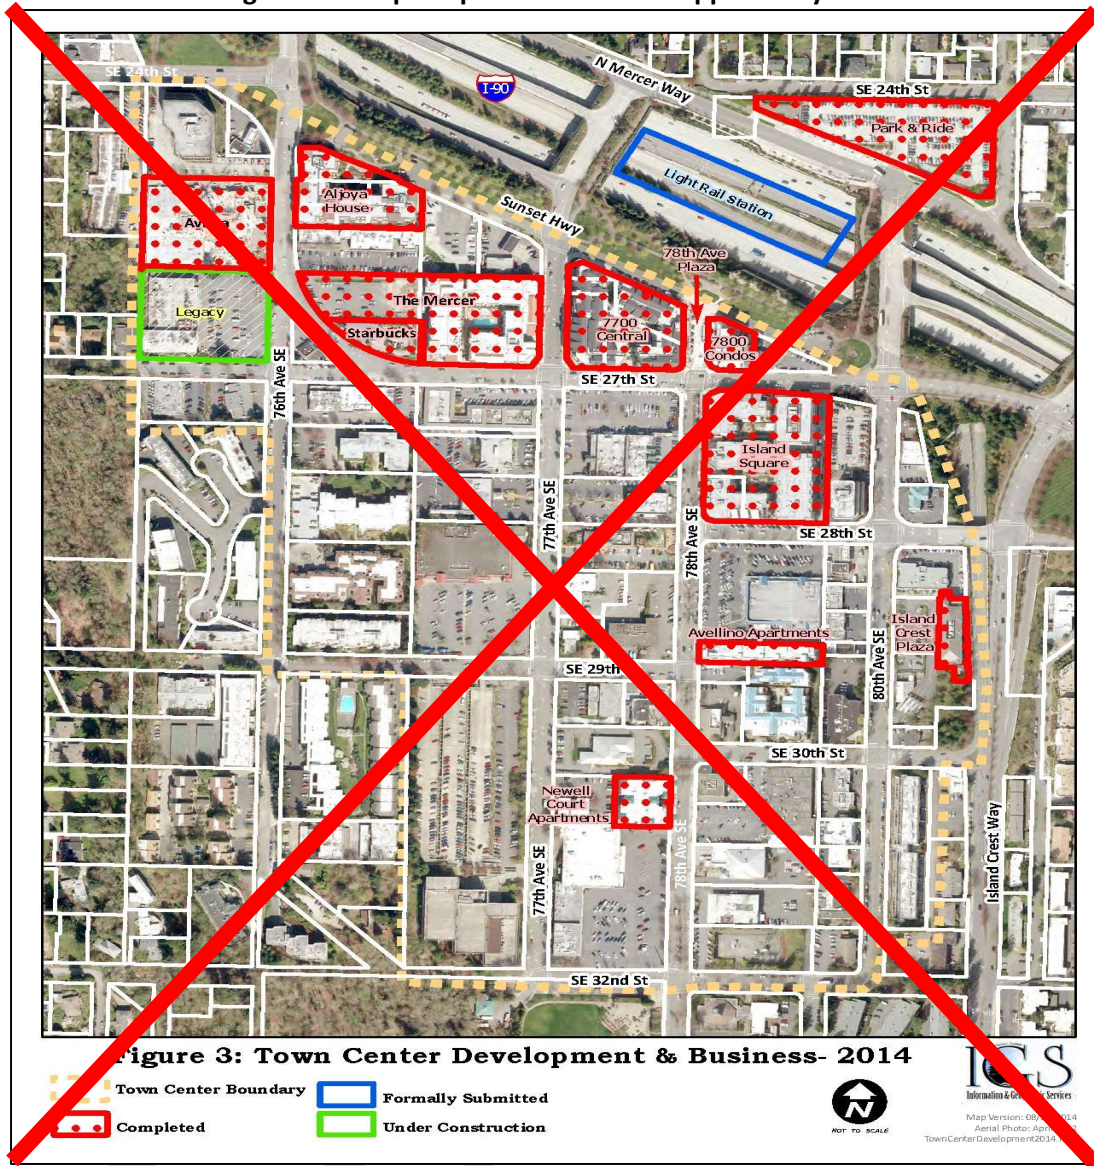 SE 24th St
I-90
N Mercer Way
SE 24th St
Park & Ride
Aljoya
House
Light Rail Station
Sunset Hwy
78th Ave
Plaza
Legacy
The Mercer
Starbucks
7700
Central
7800
Condos
SE 27th St
76th Ave SE
Island
Square
77th Ave SE
78th Ave SE
SE 28th St
Avellino Apartments
Island
Crest
Plaza
SE 29th
80th Ave SE
SE 30th St
Newell
Court
Apartments
77th Ave SE
78th Ave SE
Island Crest Way
SE 32nd St
Figure 3: Town Center Development & Business- 2014
Town Center Boundary
Completed
Formally Submitted
Under Construction
N
NOT TO SCALE
IGS
Information & Services
Map Version:
Aerial Photo:
TownCenterDevelopment2014